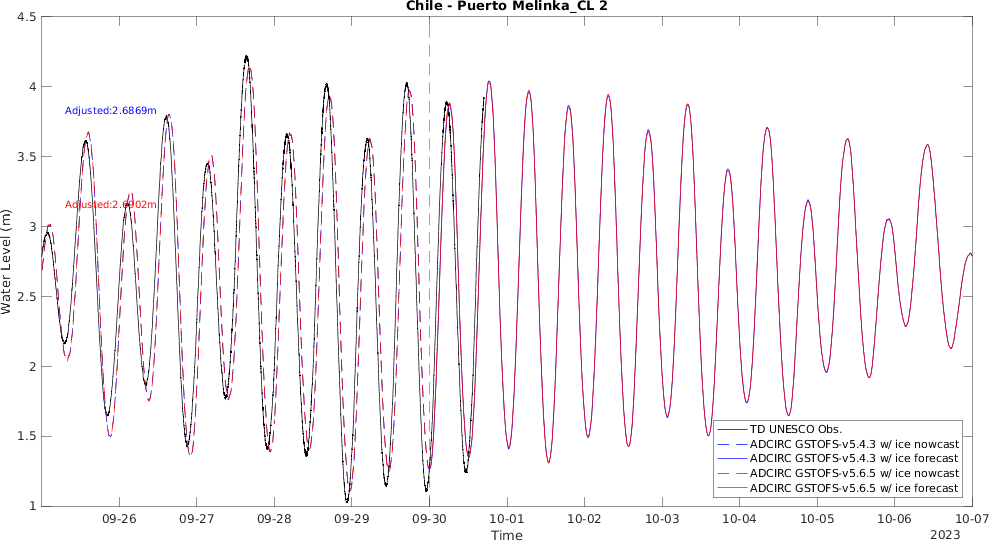 Chile - Puerto Melinka_CL 2
4.5
4
3.5
3
2.5
2
1.5
1
Water Level (m)
Adjusted:2.6869m
Adjusted:2.6902m
TD UNESCO Obs.
ADCIRC GSTOFS-v5.4.3 w/ ice nowcast
ADCIRC GSTOFS-v5.4.3 w/ ice forecast
ADCIRC GSTOFS-v5.6.5 w/ ice nowcast
ADCIRC GSTOFS-v5.6.5 w/ ice forecast
09-26 09-27 09-28 09-29 09-30 10-01 10-02 10-03 10-04 10-05 10-06 10-07
Time
2023